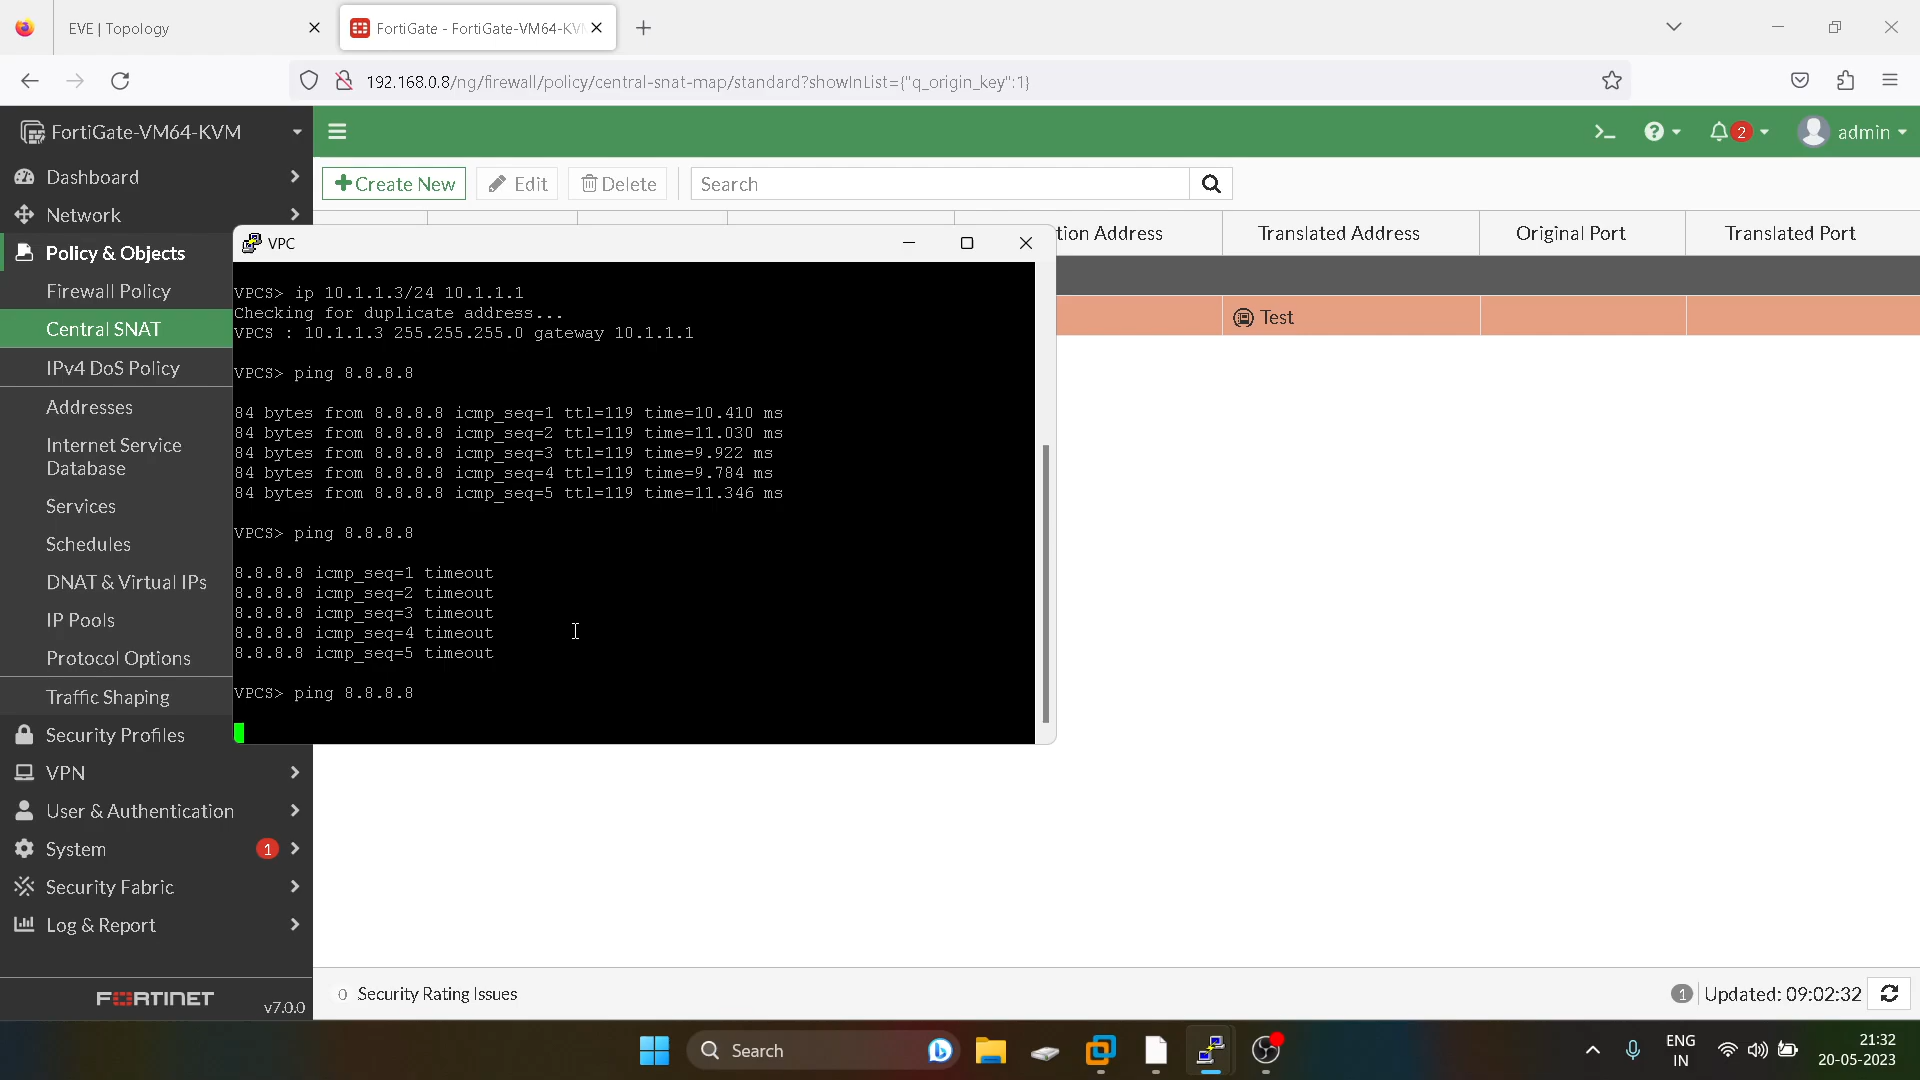 EVE | Topology
FortiGate - FortiGate-VM64-KVM
192.168.0.8/ng/firewall/policy/central-snat-map/standard?showInList={"q_origin_key":1}
FortiGate-VM64-KVM
2
admin
Dashboard
Create New
Edit
Delete
Search
Network
Policy & Objects
VPC
tion Address
Translated Address
Original Port
Translated Port
Firewall Policy
Central SNAT
IPv4 DoS Policy
Addresses
Internet Service
Database
Services
Schedules
DNAT & Virtual IPs
IP Pools
Protocol Options
Traffic Shaping
Security Profiles
VPN
User & Authentication
System
1
Security Fabric
Log & Report
FORTINET
v7.0.0
VPCS> ip 10.1.1.3/24 10.1.1.1
Checking for duplicate address...
VPCS : 10.1.1.3 255.255.255.0 gateway 10.1.1.1
VPCS> ping 8.8.8.8
84 bytes from 8.8.8.8 icmp_seq=1 ttl=119 time=10.410 ms
84 bytes from 8.8.8.8 icmp_seq=2 ttl=119 time=11.030 ms
84 bytes from 8.8.8.8 icmp_seq=3 ttl=119 time=9.922 ms
84 bytes from 8.8.8.8 icmp_seq=4 ttl=119 time=9.784 ms
84 bytes from 8.8.8.8 icmp_seq=5 ttl=119 time=11.346 ms
VPCS> ping 8.8.8.8
8.8.8.8 icmp_seq=1 timeout
8.8.8.8 icmp_seq=2 timeout
8.8.8.8 icmp_seq=3 timeout
8.8.8.8 icmp_seq=4 timeout
8.8.8.8 icmp_seq=5 timeout
VPCS> ping 8.8.8.8
Test
0 Security Rating Issues
1
Updated: 09:02:32
Search
ENG
IN
21:32
20-05-2023